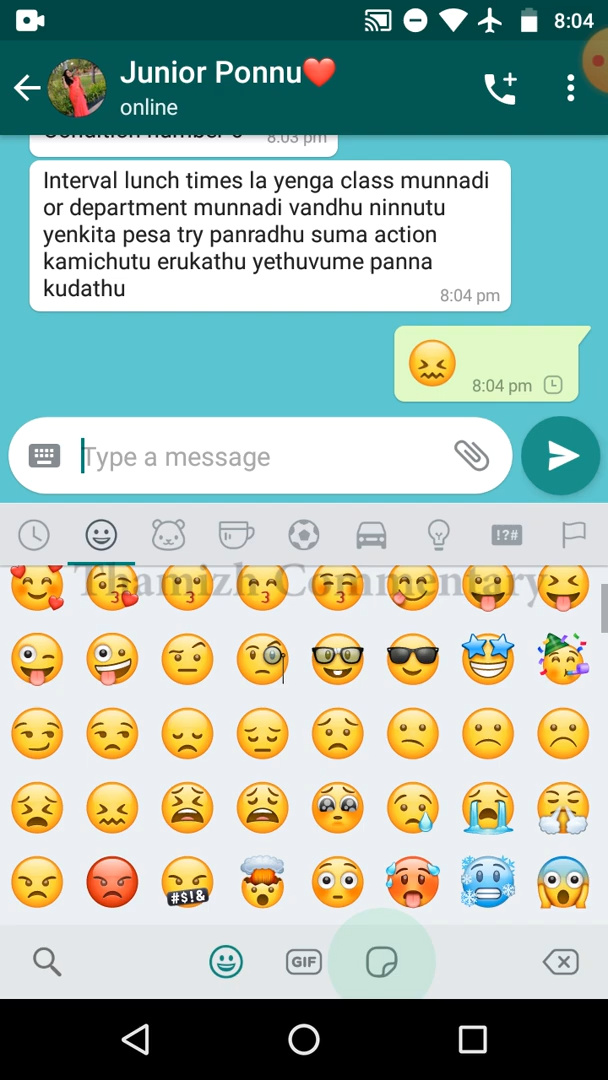 8:04
Junior Ponnu❤️
online
8:03 pm
Interval lunch times la yenga class munnadi
or department munnadi vandhu ninnutu
yenkita pesa try panradhu suma action
kamichutu erukathu yethuvume panna
kudathu
8:04 pm
8:04 pm
Type a message
!?#
Thamizh Commentary
#$!&
GIF